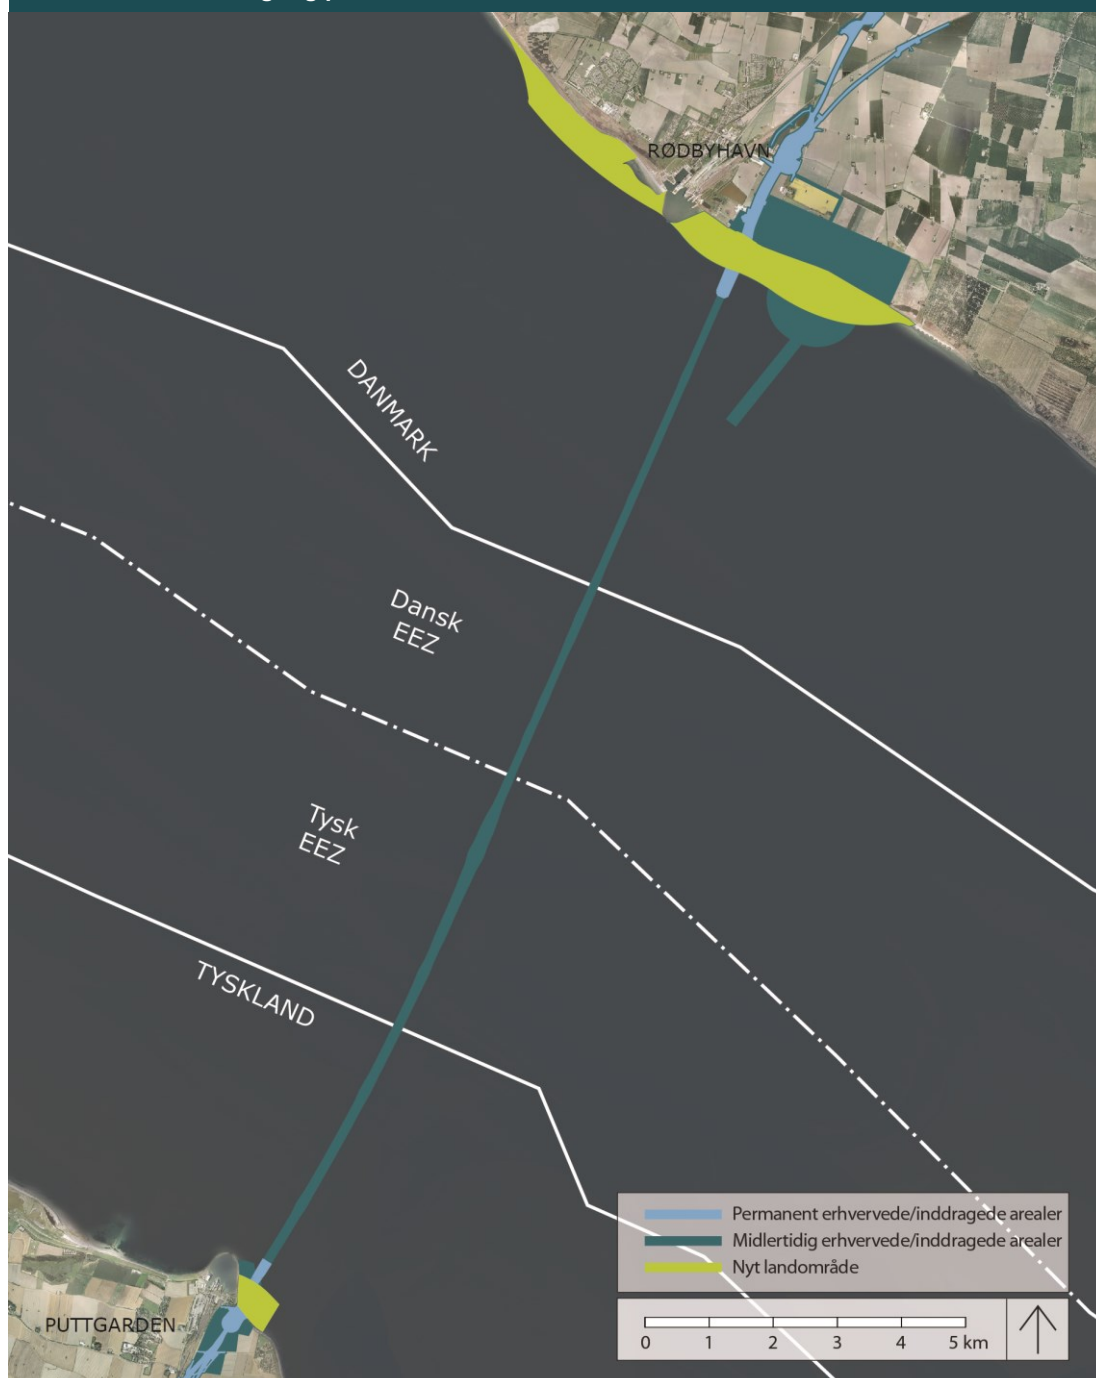 RØDBYHAVN
DANMARK
Dansk
EEZ
Tysk
EEZ
TYSKLAND
PUTTGARDEN
Permanent erhvervede/inddragede arealer
Midlertidig erhvervede/inddragede arealer
Nyt landområde
0 1 2 3 4 5 km